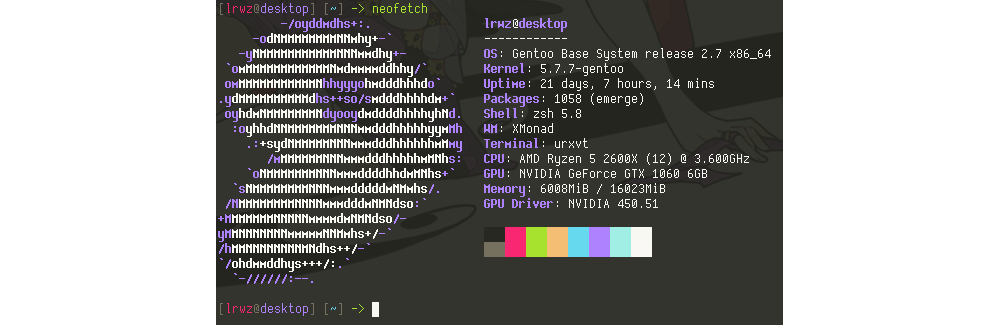 [lrwz@desktop] [~] -> neofetch
-/oyddmdhs+:. lrwz@desktop
-odNMMMMMMMMNNmhy+-` ------------
-yNMMMMMMMMMMMNNNmmdhy+- OS: Gentoo Base System release 2.7 x86_64
`omMMMMMMMMMMMMNmdmmmmddhhy/` Kernel: 5.7.7-gentoo
omMMMMMMMMMMMNhhyyyohmdddhhhdo` Uptime: 21 days, 7 hours, 14 mins
.ydMMMMMMMMMMdhs++so/smdddhhhhdm+` Packages: 1058 (emerge)
oyhdmNMMMMMMMNdyooydmddddhhhhyhNd. Shell: zsh 5.8
:oyhhdNNMMMMMMMNNNmmdddhhhhhyymMh WM: XMonad
.:+sydNMMMMMNNNmmmdddhhhhhhmMmy Terminal: urxvt
/mMMMMMMNNNmmmdddhhhhhmMNhs: CPU: AMD Ryzen 5 2600X (12) @ 3.600GHz
`oNMMMMMMMNNNmmmddddhhdmMNhs+` GPU: NVIDIA GeForce GTX 1060 6GB
`sNMMMMMMMMNNNmmmdddddmNMmhs/. Memory: 6008MiB / 16023MiB
/NMMMMMMMMNNNNmmmdddmNMNdso:` GPU Driver: NVIDIA 450.51
+MMMMMMMNNNNNmmmmdmNMNdso/-
yMMNNNNNNNmmmmmNNMmhs+/-`
/hMMNNNNNNNNMNdhs++/-`
`/ohdmmddhys+++/:.`
`-//////:--.
[lrwz@desktop] [~] ->